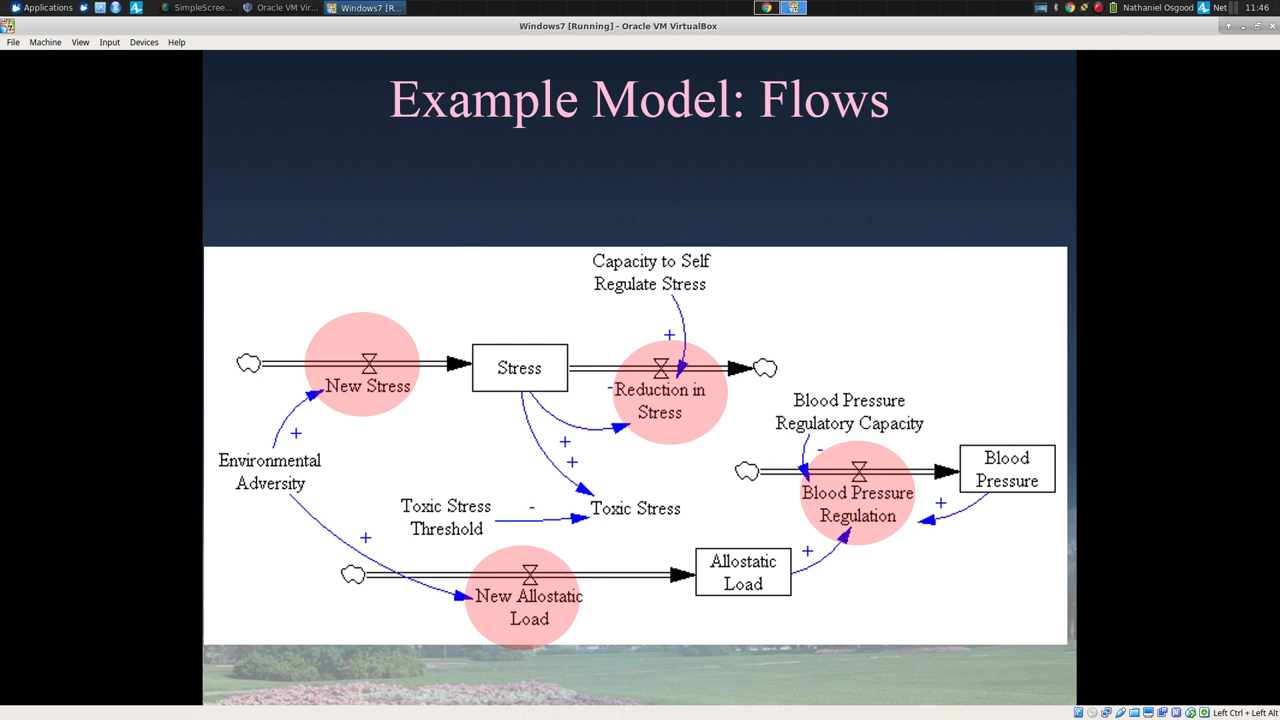 Applications
SimpleScree...
Oracle VM Vir...
Windows7 [R...
Nathaniel Osgood
Net
11:46
Windows7 [Running] - Oracle VM VirtualBox
File Machine View Input Devices Help
Example Model: Flows
Capacity to Self
Regulate Stress
+
New Stress
Stress
-
Reduction in
Stress
Blood Pressure
Regulatory Capacity
+
+
+
-
Environmental
Adversity
Blood
Pressure
Blood Pressure
Regulation
+
Toxic Stress
Threshold
-
Toxic Stress
+
+
Allostatic
Load
New Allostatic
Load
Left Ctrl + Left Alt